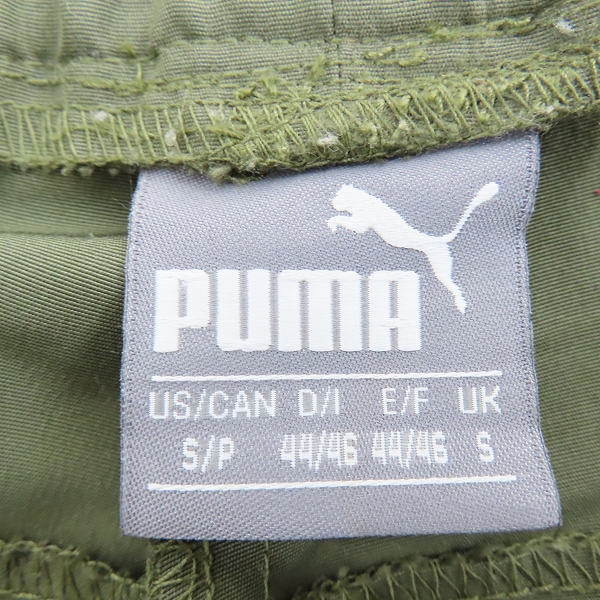 PUMA
US/CAN D/I E/F UK
S/P 44/46 44/46 S